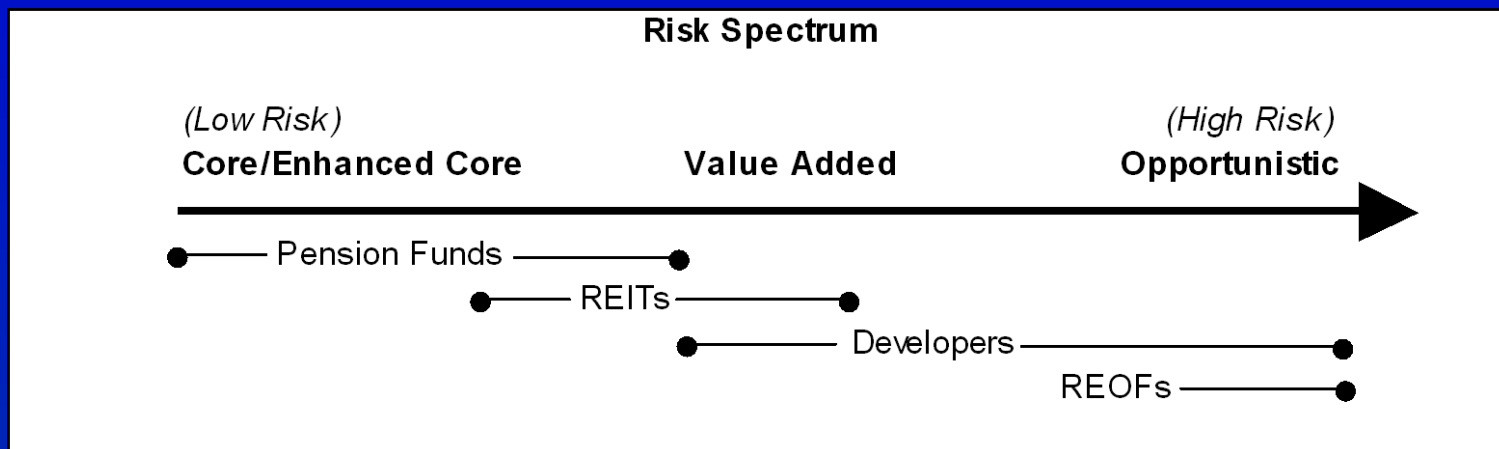 Risk Spectrum
(Low Risk) (High Risk)
Core/Enhanced Core Value Added Opportunistic
Pension Funds
REITs
Developers
REOFs